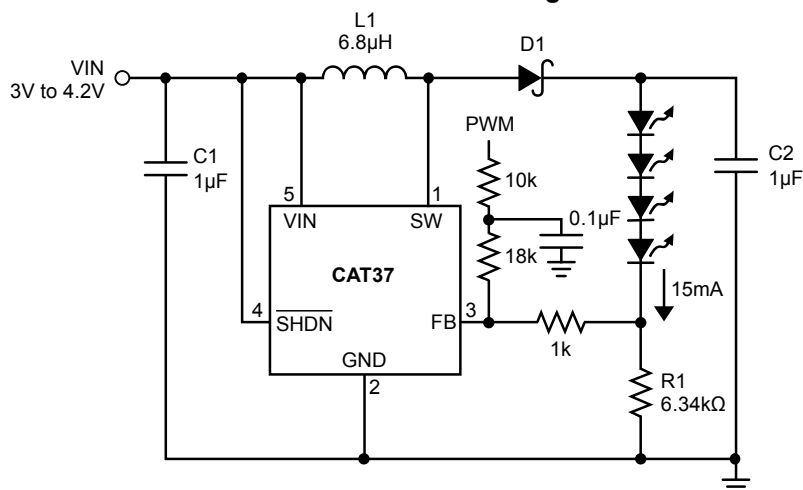 L1
6.8µH
D1
VIN
3V to 4.2V
PWM
C1
1µF
C2
1µF
10k
0.1µF
5
1
VIN
SW
18k
CAT37
15mA
4
SHDN
3
FB
1k
GND
2
R1
6.34kΩ